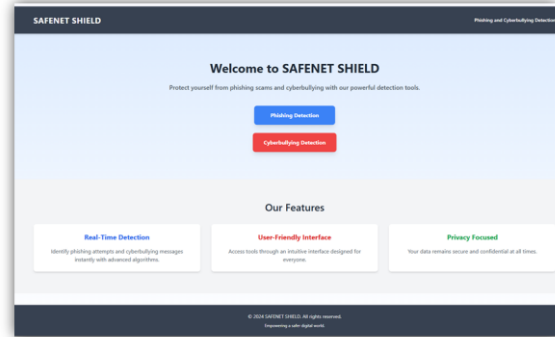 SAFENET SHIELD
Phishing and Cyberbullying Detection
Welcome to SAFENET SHIELD
Protect yourself from phishing scams and cyberbullying with our powerful detection tools.
Phishing Detection
Cyberbullying Detection
Our Features
Real-Time Detection
Identify phishing attempts and cyberbullying messages
instantly with advanced algorithms.
User-Friendly Interface
Access tools through an intuitive interface designed for
everyone.
Privacy Focused
Your data remains secure and confidential at all times.
© 2024 SAFENET SHIELD. All rights reserved.
Empowering a safer digital world.